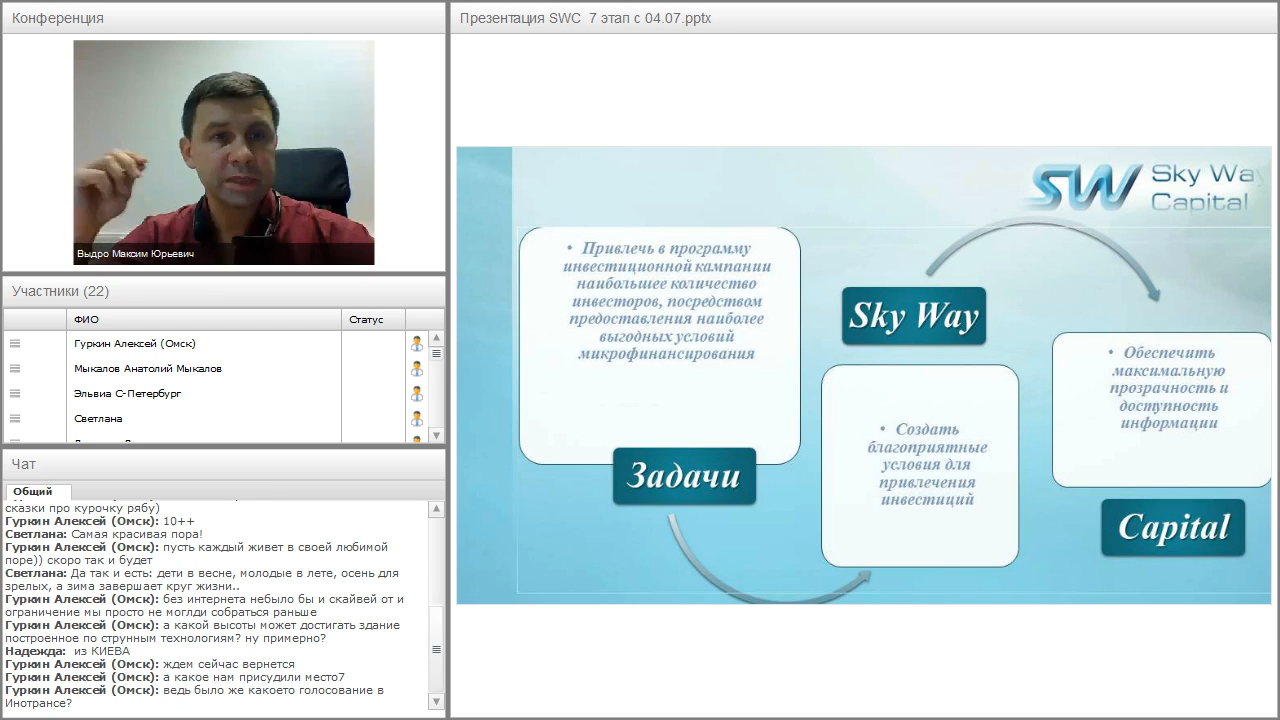 Конференция
Выдро Максим Юрьевич
Участники (22)
ФИО
Статус
Гуркин Алексей (Омск)
Мыкалов Анатолий Мыкалов
Эльвиа С-Петербург
Светлана
Чат
Общий
сказки про курочку рябу)
Гуркин Алексей (Омск): 10++
Светлана: Самая красивая пора!
Гуркин Алексей (Омск): пусть каждый живет в своей любимой
поре)) скоро так и будет
Светлана: Да так и есть: дети в весне, молодые в лете, осень для
зрелых, а зима завершает круг жизни..
Гуркин Алексей (Омск): без интернета небыло бы и скайвей от и
ограничение мы просто не моглди собраться раньше
Гуркин Алексей (Омск): а какой высоты может достигать здание
построенное по струнным технологиям? ну примерно?
Надежда: из КИЕВА
Гуркин Алексей (Омск): ждем сейчас вернется
Гуркин Алексей (Омск): а какое нам присудили место7
Гуркин Алексей (Омск): ведь было же какоето голосование в
Инотрансе?
Презентация SWC 7 этап с 04.07.pptx
SW Sky Way
Capital
• Привлечь в программу
инвестиционной кампании
наибольшее количество
инвесторов, посредством
предоставления наиболее
выгодных условий
микрофинансирования
Задачи
Sky Way
• Создать
благоприятные
условия для
привлечения
инвестиций
• Обеспечить
максимальную
прозрачность и
доступность
информации
Capital